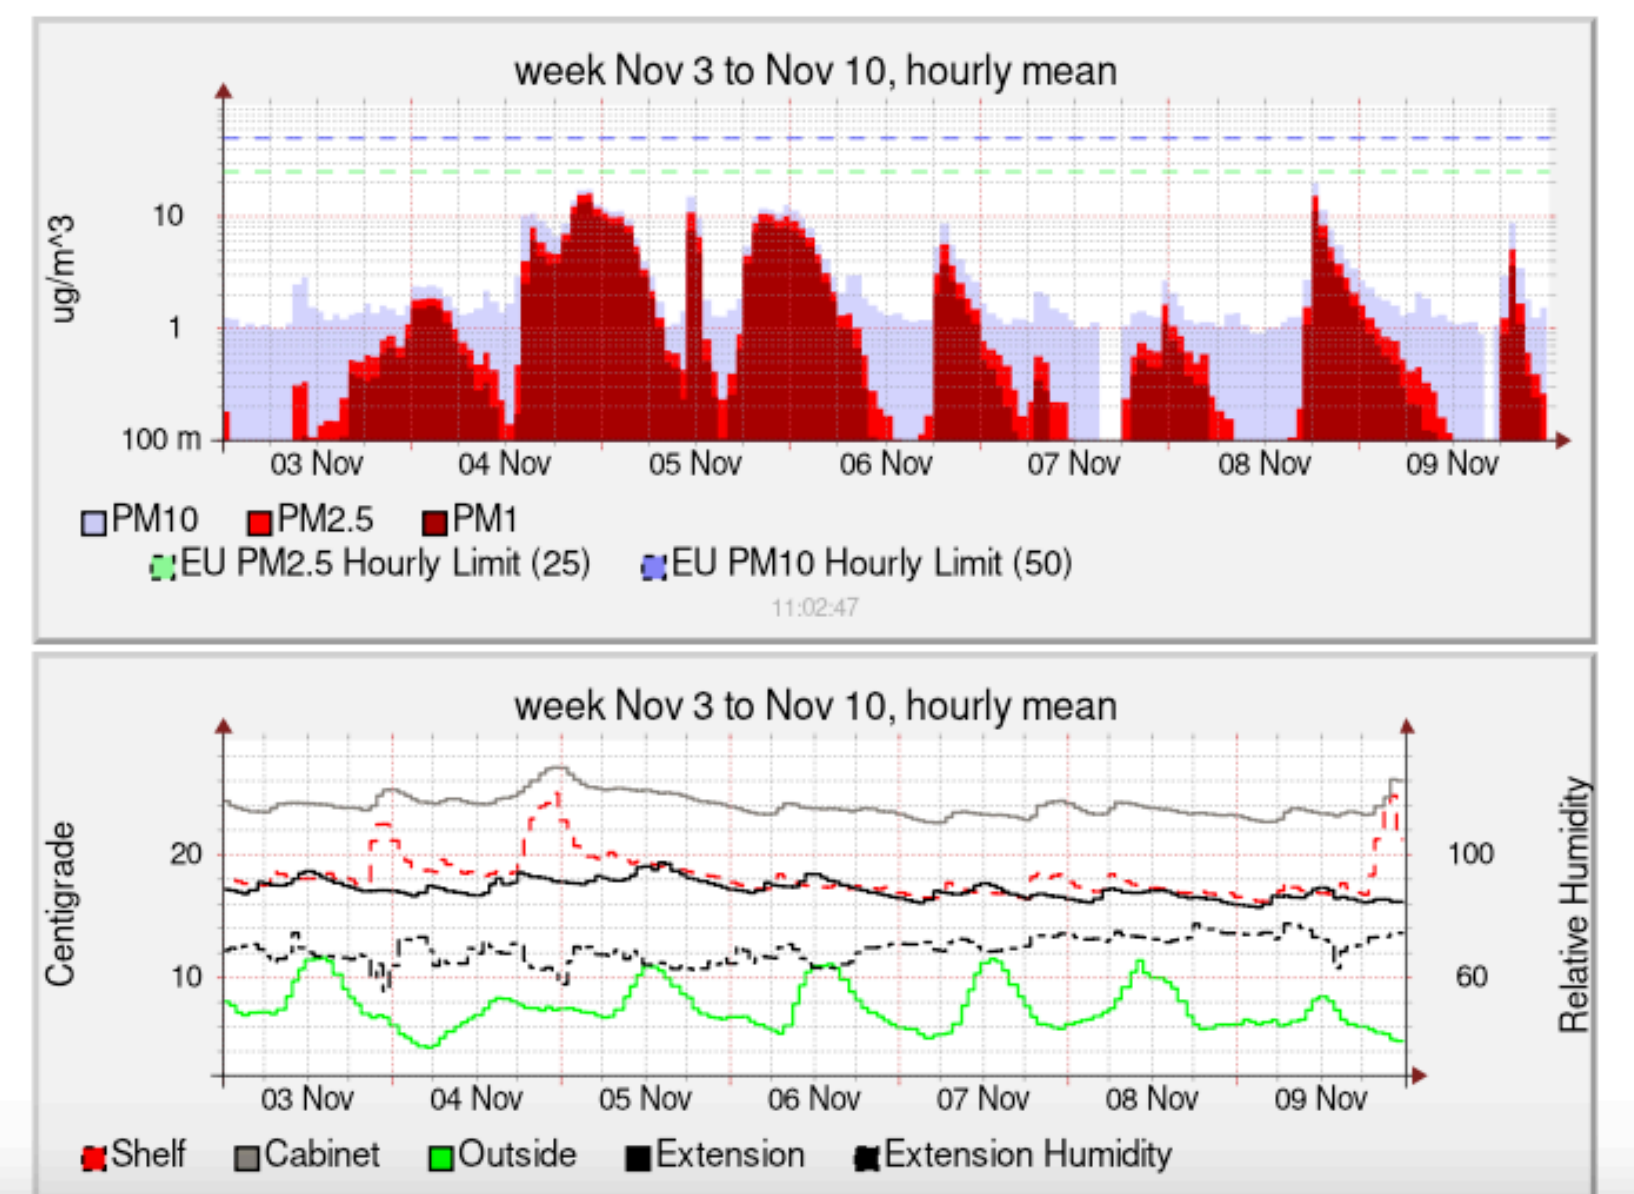 week Nov 3 to Nov 10, hourly mean
ug/m^3
10
1
100 m
03 Nov 04 Nov 05 Nov 06 Nov 07 Nov 08 Nov 09 Nov
PM10 PM2.5 PM1
EU PM2.5 Hourly Limit (25) EU PM10 Hourly Limit (50)
11:02:47
week Nov 3 to Nov 10, hourly mean
Centigrade
20 100
10 60
Relative Humidity
03 Nov 04 Nov 05 Nov 06 Nov 07 Nov 08 Nov 09 Nov
Shelf Cabinet Outside Extension Extension Humidity